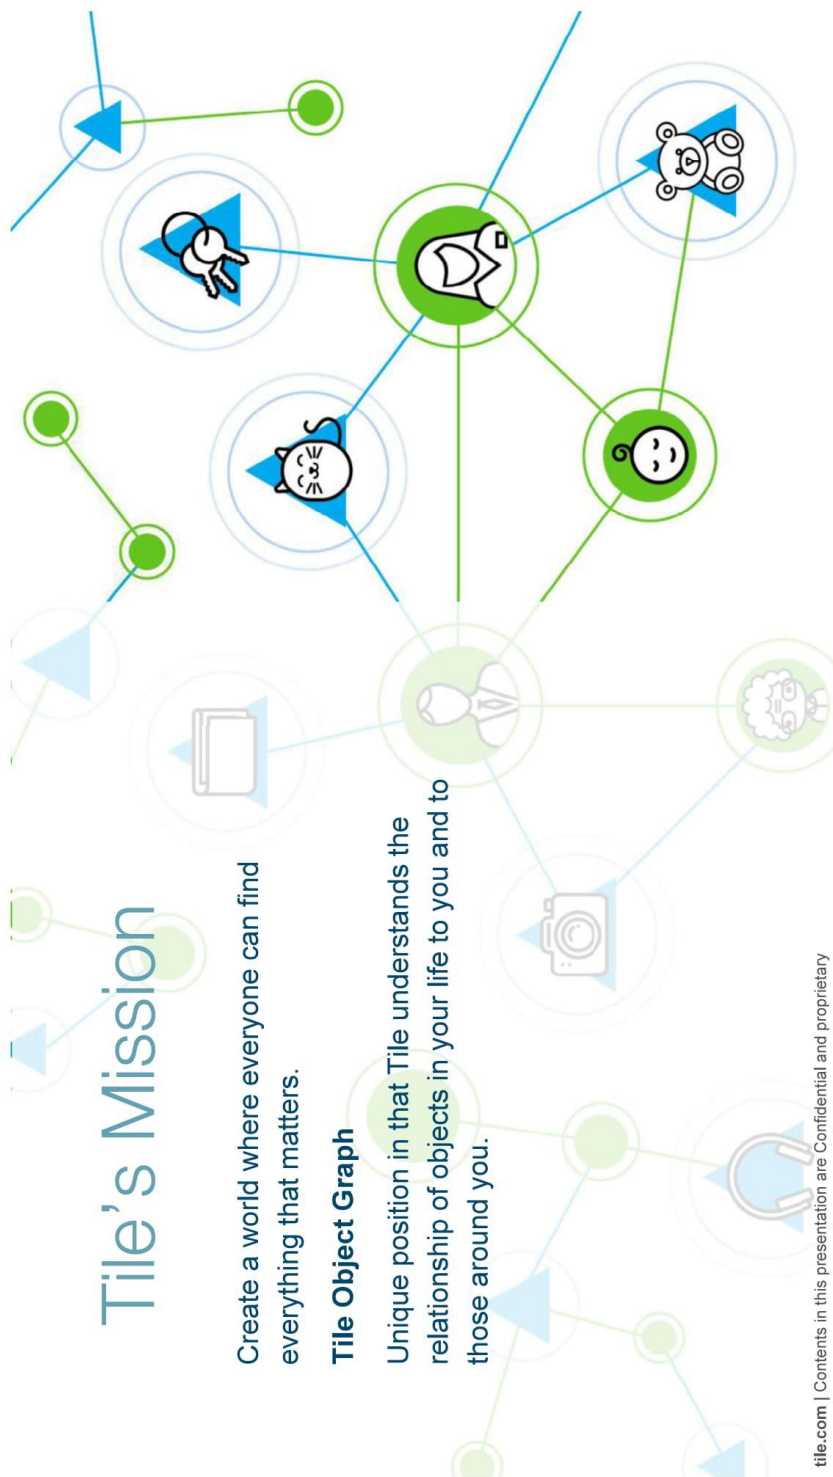 Tile’s Mission
Create a world where everyone can find
everything that matters.
Tile Object Graph
Unique position in that Tile understands the
relationship of objects in your life to you and to
those around you.
tile.com | Contents in this presentation are Confidential and proprietary